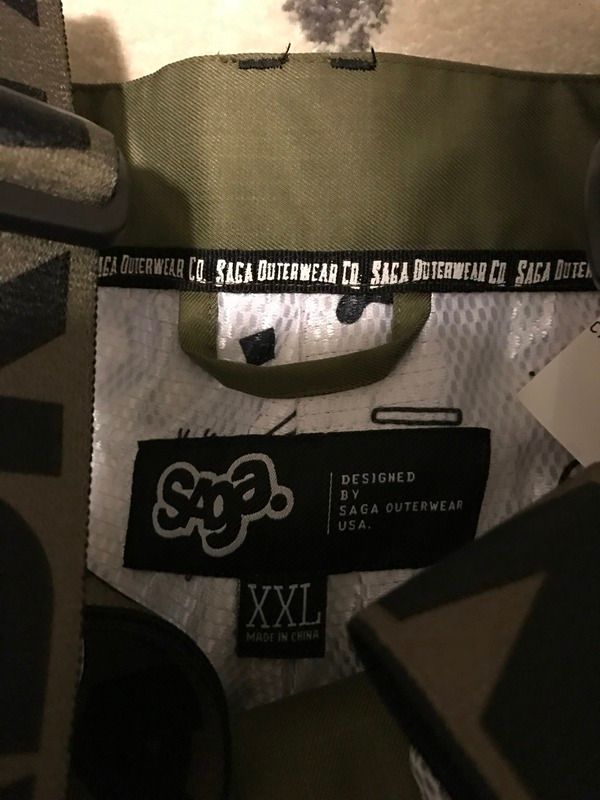 SAGA OUTERWEAR CO. SAGA OUTERWEAR CO. SAGA OUTERWEAR CO. SAGA
saga.
DESIGNED
BY
SAGA OUTERWEAR
USA.
XXL
MADE IN CHINA